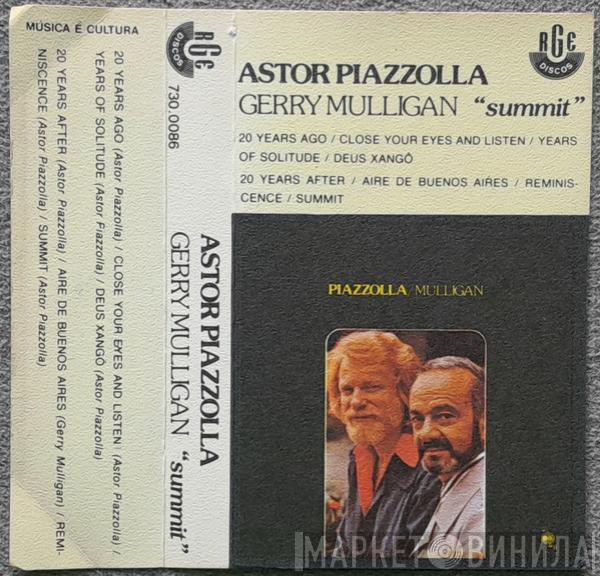 MÚSICA É CULTURA
20 YEARS AGO (Astor Piazzolla) / CLOSE YOUR EYES AND LISTEN (Astor Piazzolla) /
YEARS OF SOLITUDE (Astor Piazzolla) / DEUS XANGÔ (Astor Piazzolla)
20 YEARS AFTER (Astor Piazzolla) / AIRE DE BUENOS AIRES (Gerry Mulligan) / REMI-
NISCENCE (Astor Piazzolla) / SUMMIT (Astor Piazzolla)
RGE
DISCOS
730.0086
ASTOR PIAZZOLLA
GERRY MULLIGAN “summit”
RGE
DISCOS
ASTOR PIAZZOLLA
GERRY MULLIGAN “summit”
20 YEARS AGO / CLOSE YOUR EYES AND LISTEN / YEARS
OF SOLITUDE / DEUS XANGÔ
20 YEARS AFTER / AIRE DE BUENOS AIRES / REMINIS-
CENCE / SUMMIT
PIAZZOLLA/MULLIGAN
МАРКЕТ ВИНИЛА